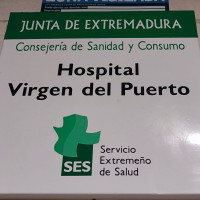 JUNTA DE EXTREMADURA
Consejería de Sanidad y Consumo
Hospital
Virgen del Puerto
SES
Servicio
Extremeño
de Salud